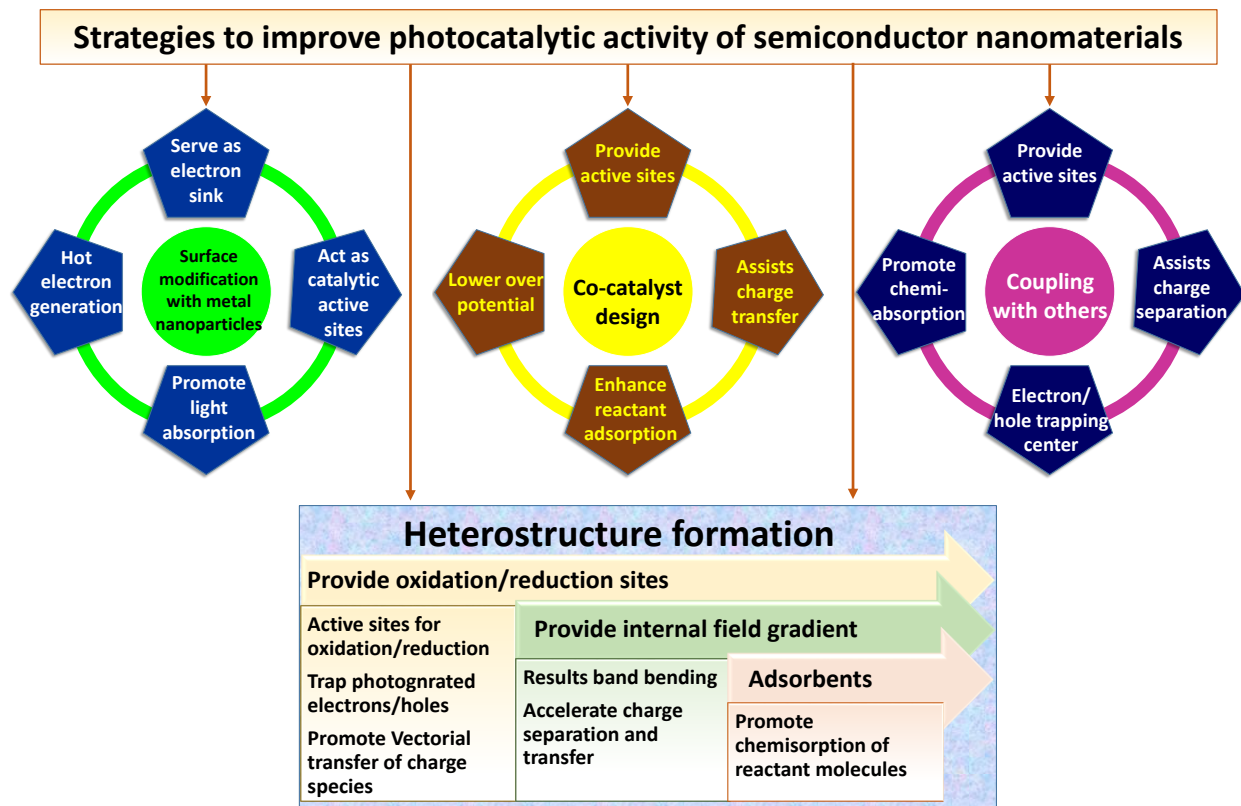 Strategies to improve photocatalytic activity of semiconductor nanomaterials
Serve as
electron
sink
Hot
electron
generation
Surface
modification
with metal
nanoparticles
Act as
catalytic
active
sites
Promote
light
absorption
Provide
active sites
Lower over
potential
Co-catalyst
design
Assists
charge
transfer
Enhance
reactant
adsorption
Provide
active sites
Promote
chemi-
absorption
Coupling
with others
Assists
charge
separation
Electron/
hole trapping
center
Heterostructure formation
Provide oxidation/reduction sites
Active sites for
oxidation/reduction
Trap photognrated
electrons/holes
Promote Vectorial
transfer of charge
species
Provide internal field gradient
Results band bending
Accelerate charge
separation and
transfer
Adsorbents
Promote
chemisorption of
reactant molecules